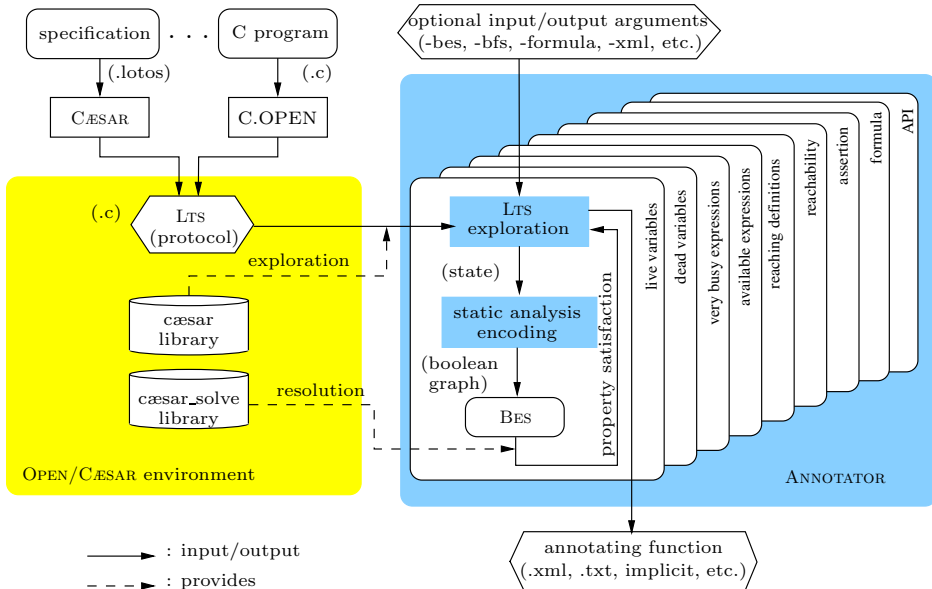 specification
. . .
C program
optional input/output arguments
(-bes, -bfs, -formula, -xml, etc.)
(.lotos)
(.c)
CÆSAR
C.OPEN
(.c)
LTS
(protocol)
exploration
cæsar
library
cæsar_solve
library
resolution
OPEN/CÆSAR environment
LTS
exploration
(state)
static analysis
encoding
(boolean
graph)
BES
property satisfaction
live variables
dead variables
very busy expressions
available expressions
reaching definitions
reachability
assertion
formula
API
ANNOTATOR
: input/output
: provides
annotating function
(.xml, .txt, implicit, etc.)